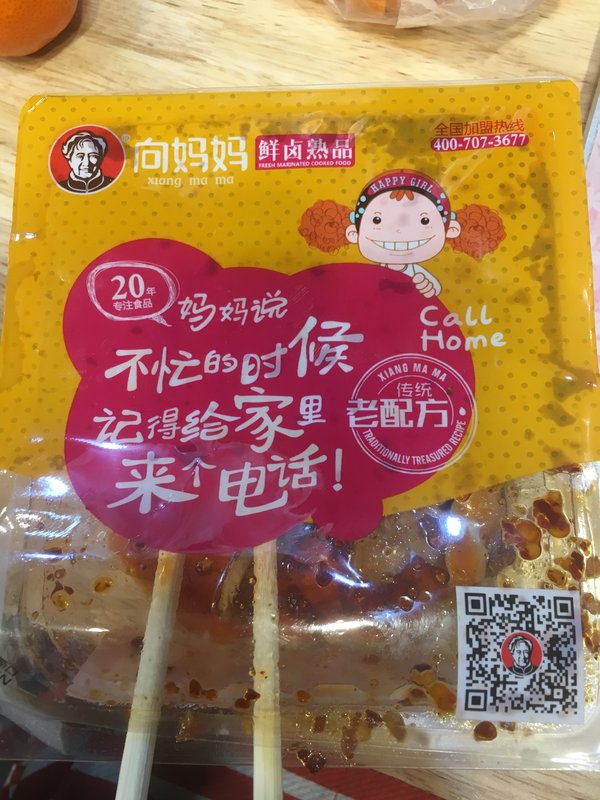 向妈妈®
xiang ma ma
鲜卤熟品
FRESH MARINATED COOKED FOOD
全国加盟热线
400-707-3677
HAPPY GIRL
20年
专注食品
妈妈说
不忙的时候
记得给家里
来个电话!
Call
Home
XIANG MA MA
传统
老配方
TRADITIONALLY TREASURED RECIPE